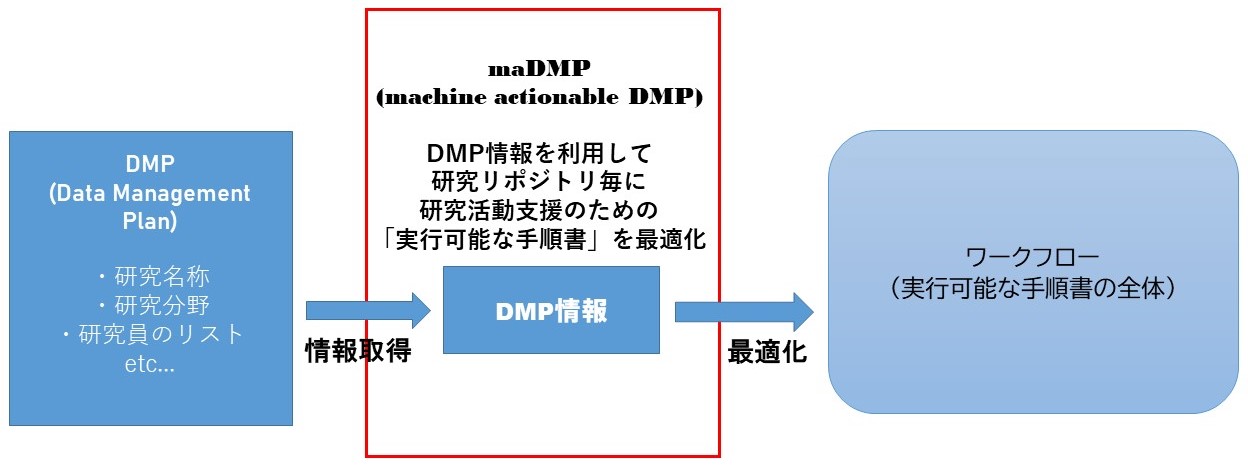 DMP
(Data Management
Plan)
・研究名称
・研究分野
・研究員のリスト
etc...
情報取得
maDMP
(machine actionable DMP)
DMP情報を利用して
研究リポジトリ毎に
研究活動支援のための
「実行可能な手順書」を最適化
DMP情報
最適化
ワークフロー
（実行可能な手順書の全体）